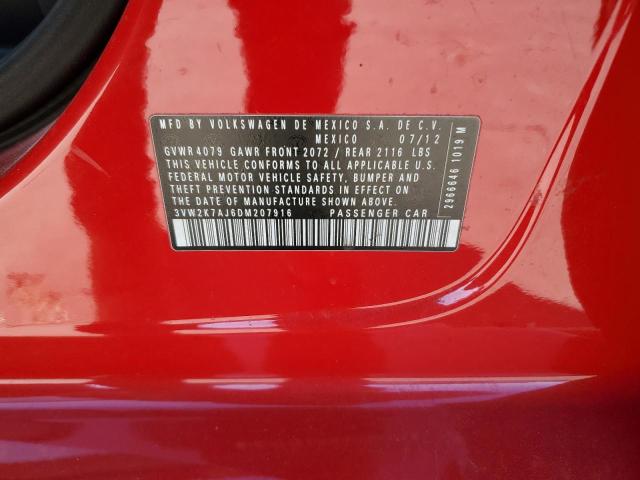 MFD BY VOLKSWAGEN DE MEXICO S.A. DE C.V.
MEXICO 07/12
GVWR 4079 GAWR FRONT 2072 / REAR 2116 LBS
THIS VEHICLE CONFORMS TO ALL APPLICABLE U.S.
FEDERAL MOTOR VEHICLE SAFETY, BUMPER AND
THEFT PREVENTION STANDARDS IN EFFECT ON
THE DATE OF MANUFACTURE SHOWN ABOVE.
3VW2K7AJ6DM207916 PASSENGER CAR
2966646 1019 M